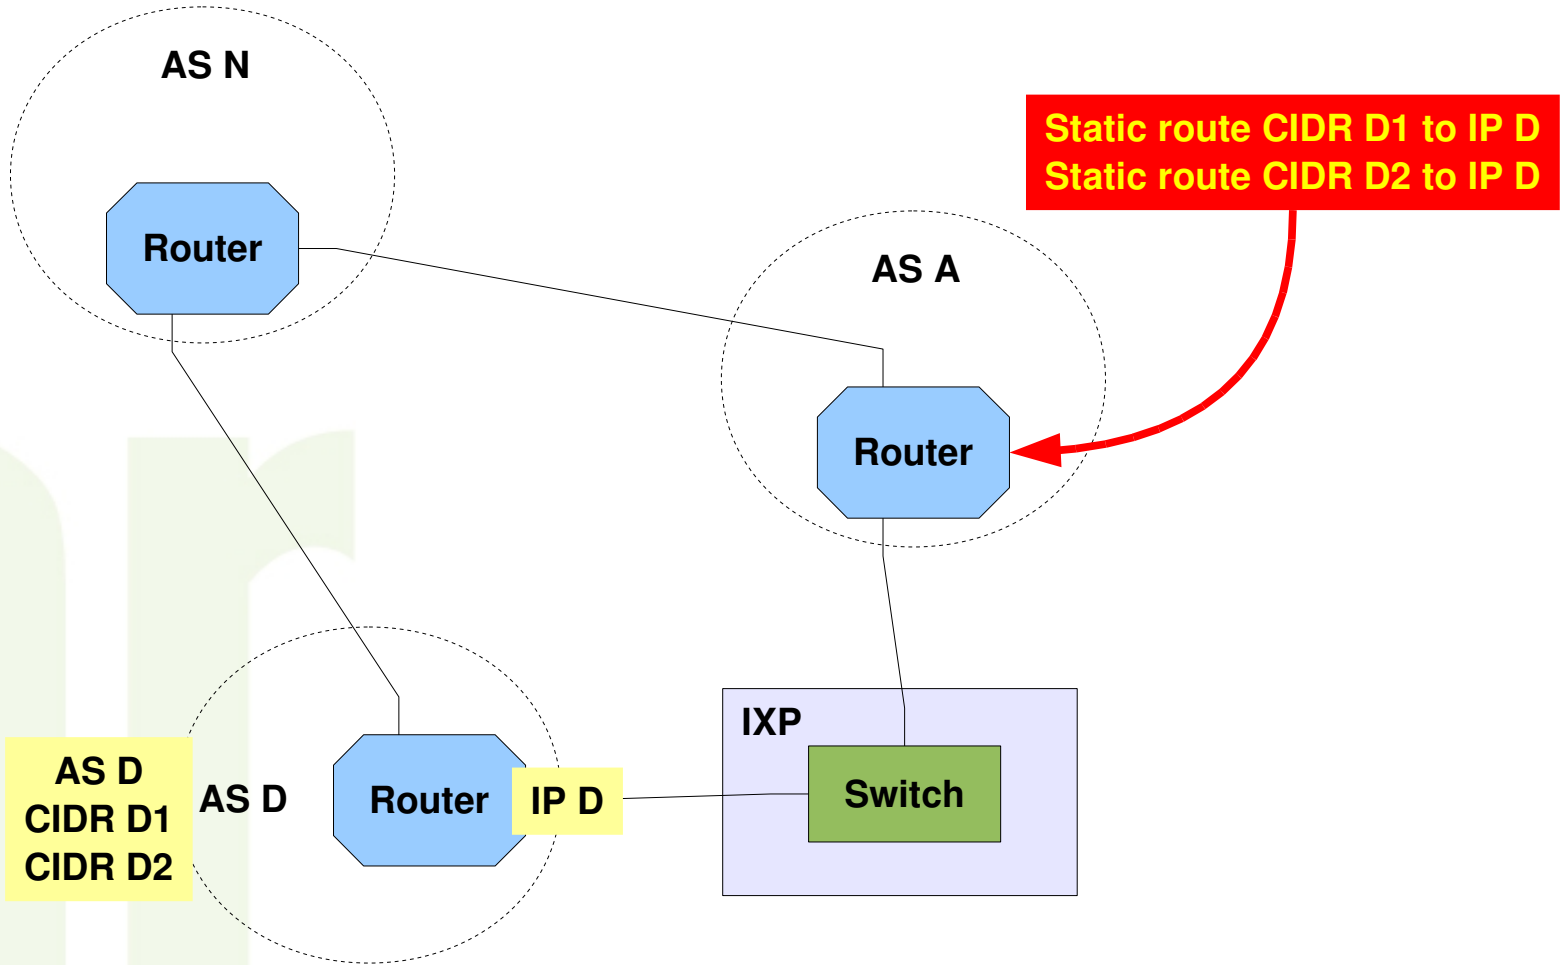 AS N
Router
Static route CIDR D1 to IP D
Static route CIDR D2 to IP D
AS A
Router
AS D
CIDR D1
CIDR D2
AS D
Router
IP D
IXP
Switch